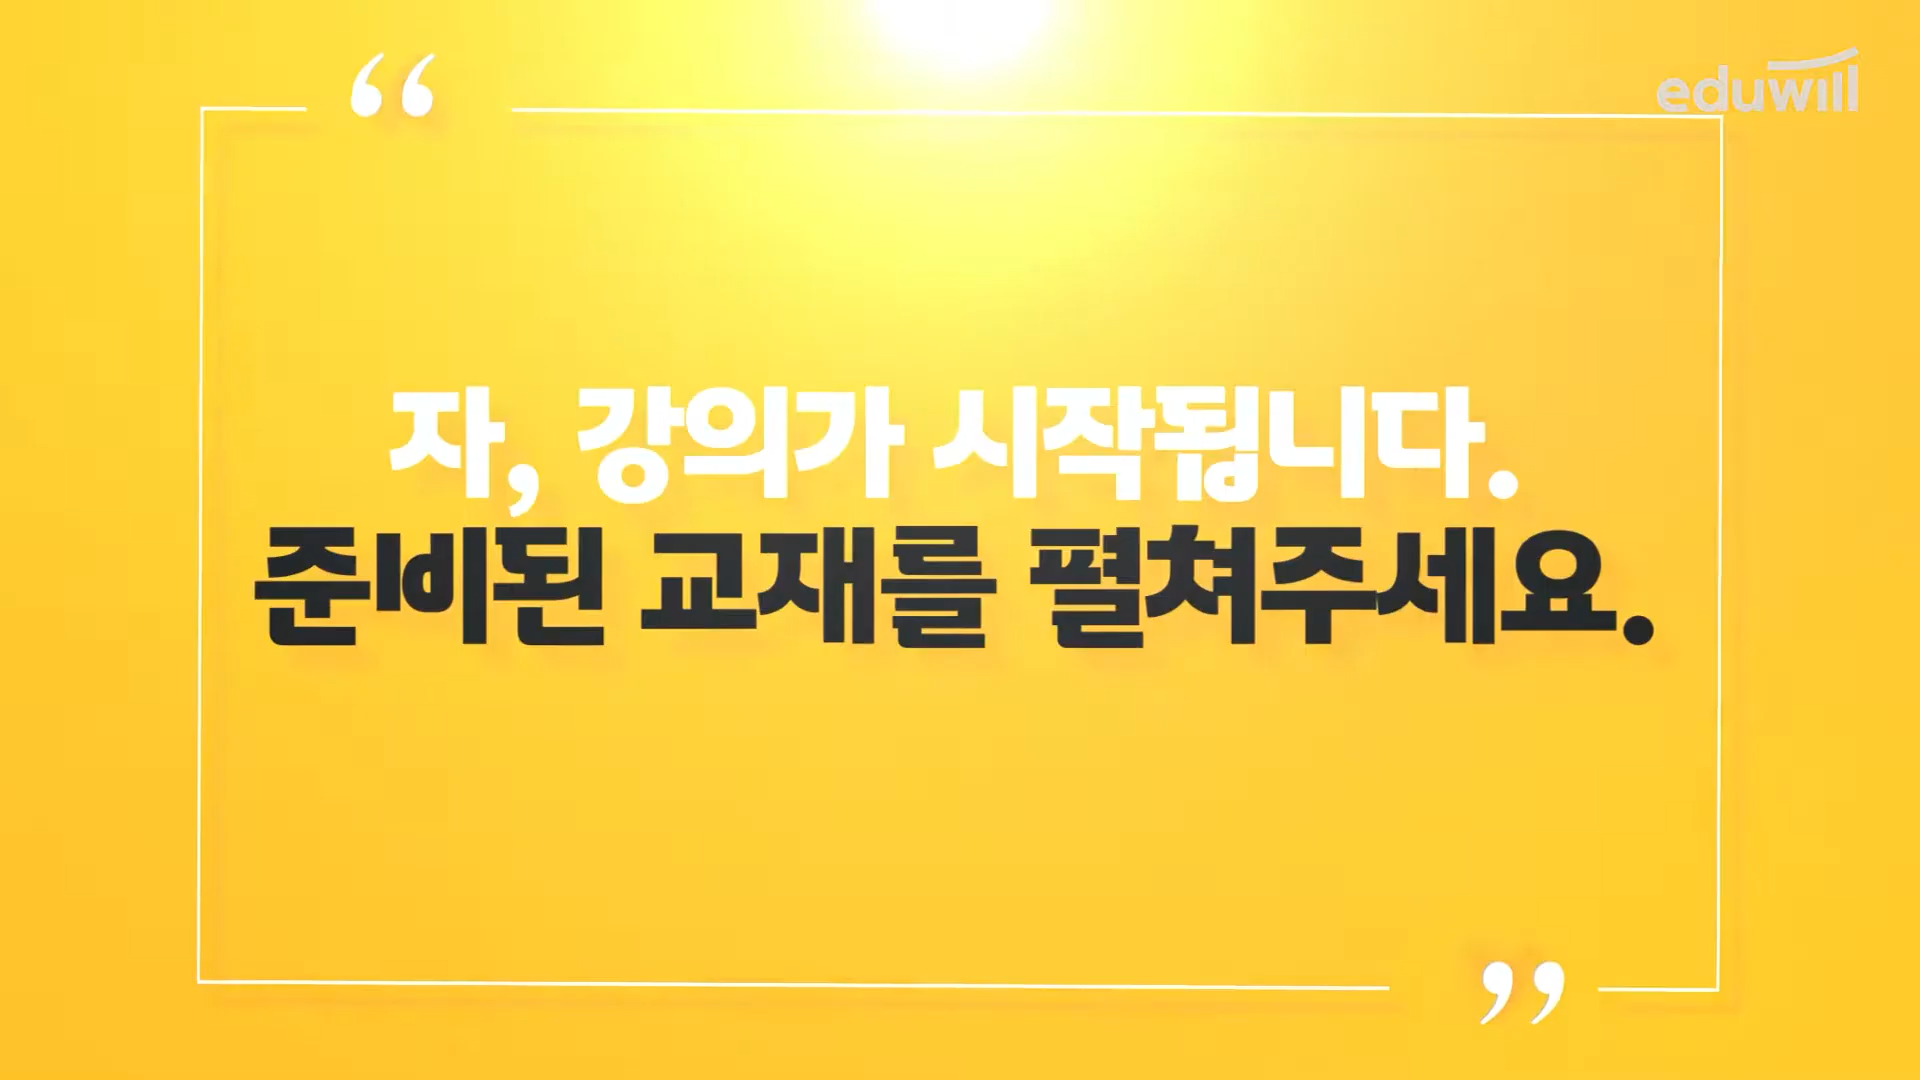 eduwill
“
자, 강의가 시작됩니다.
준비된 교재를 펼쳐주세요.
”